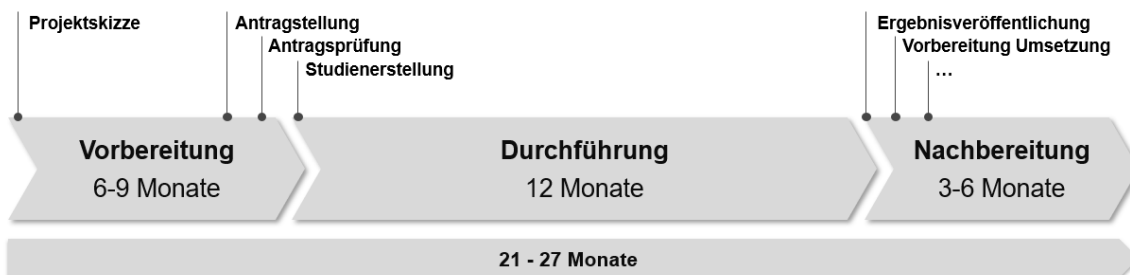 Projektskizze
Antragstellung
Antragsprüfung
Studienerstellung
Ergebnisveröffentlichung
Vorbereitung Umsetzung
...
Vorbereitung
6-9 Monate
Durchführung
12 Monate
Nachbereitung
3-6 Monate
21 - 27 Monate